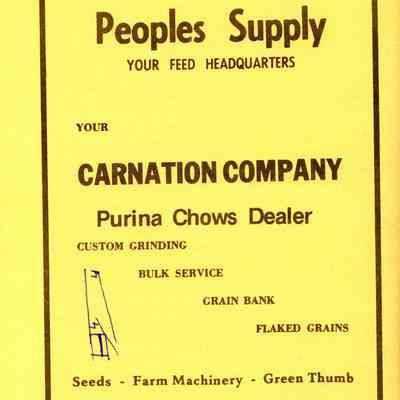 Peoples Supply
YOUR FEED HEADQUARTERS
YOUR
CARNATION COMPANY
Purina Chows Dealer
CUSTOM GRINDING
BULK SERVICE
GRAIN BANK
FLAKED GRAINS
Seeds - Farm Machinery - Green Thumb